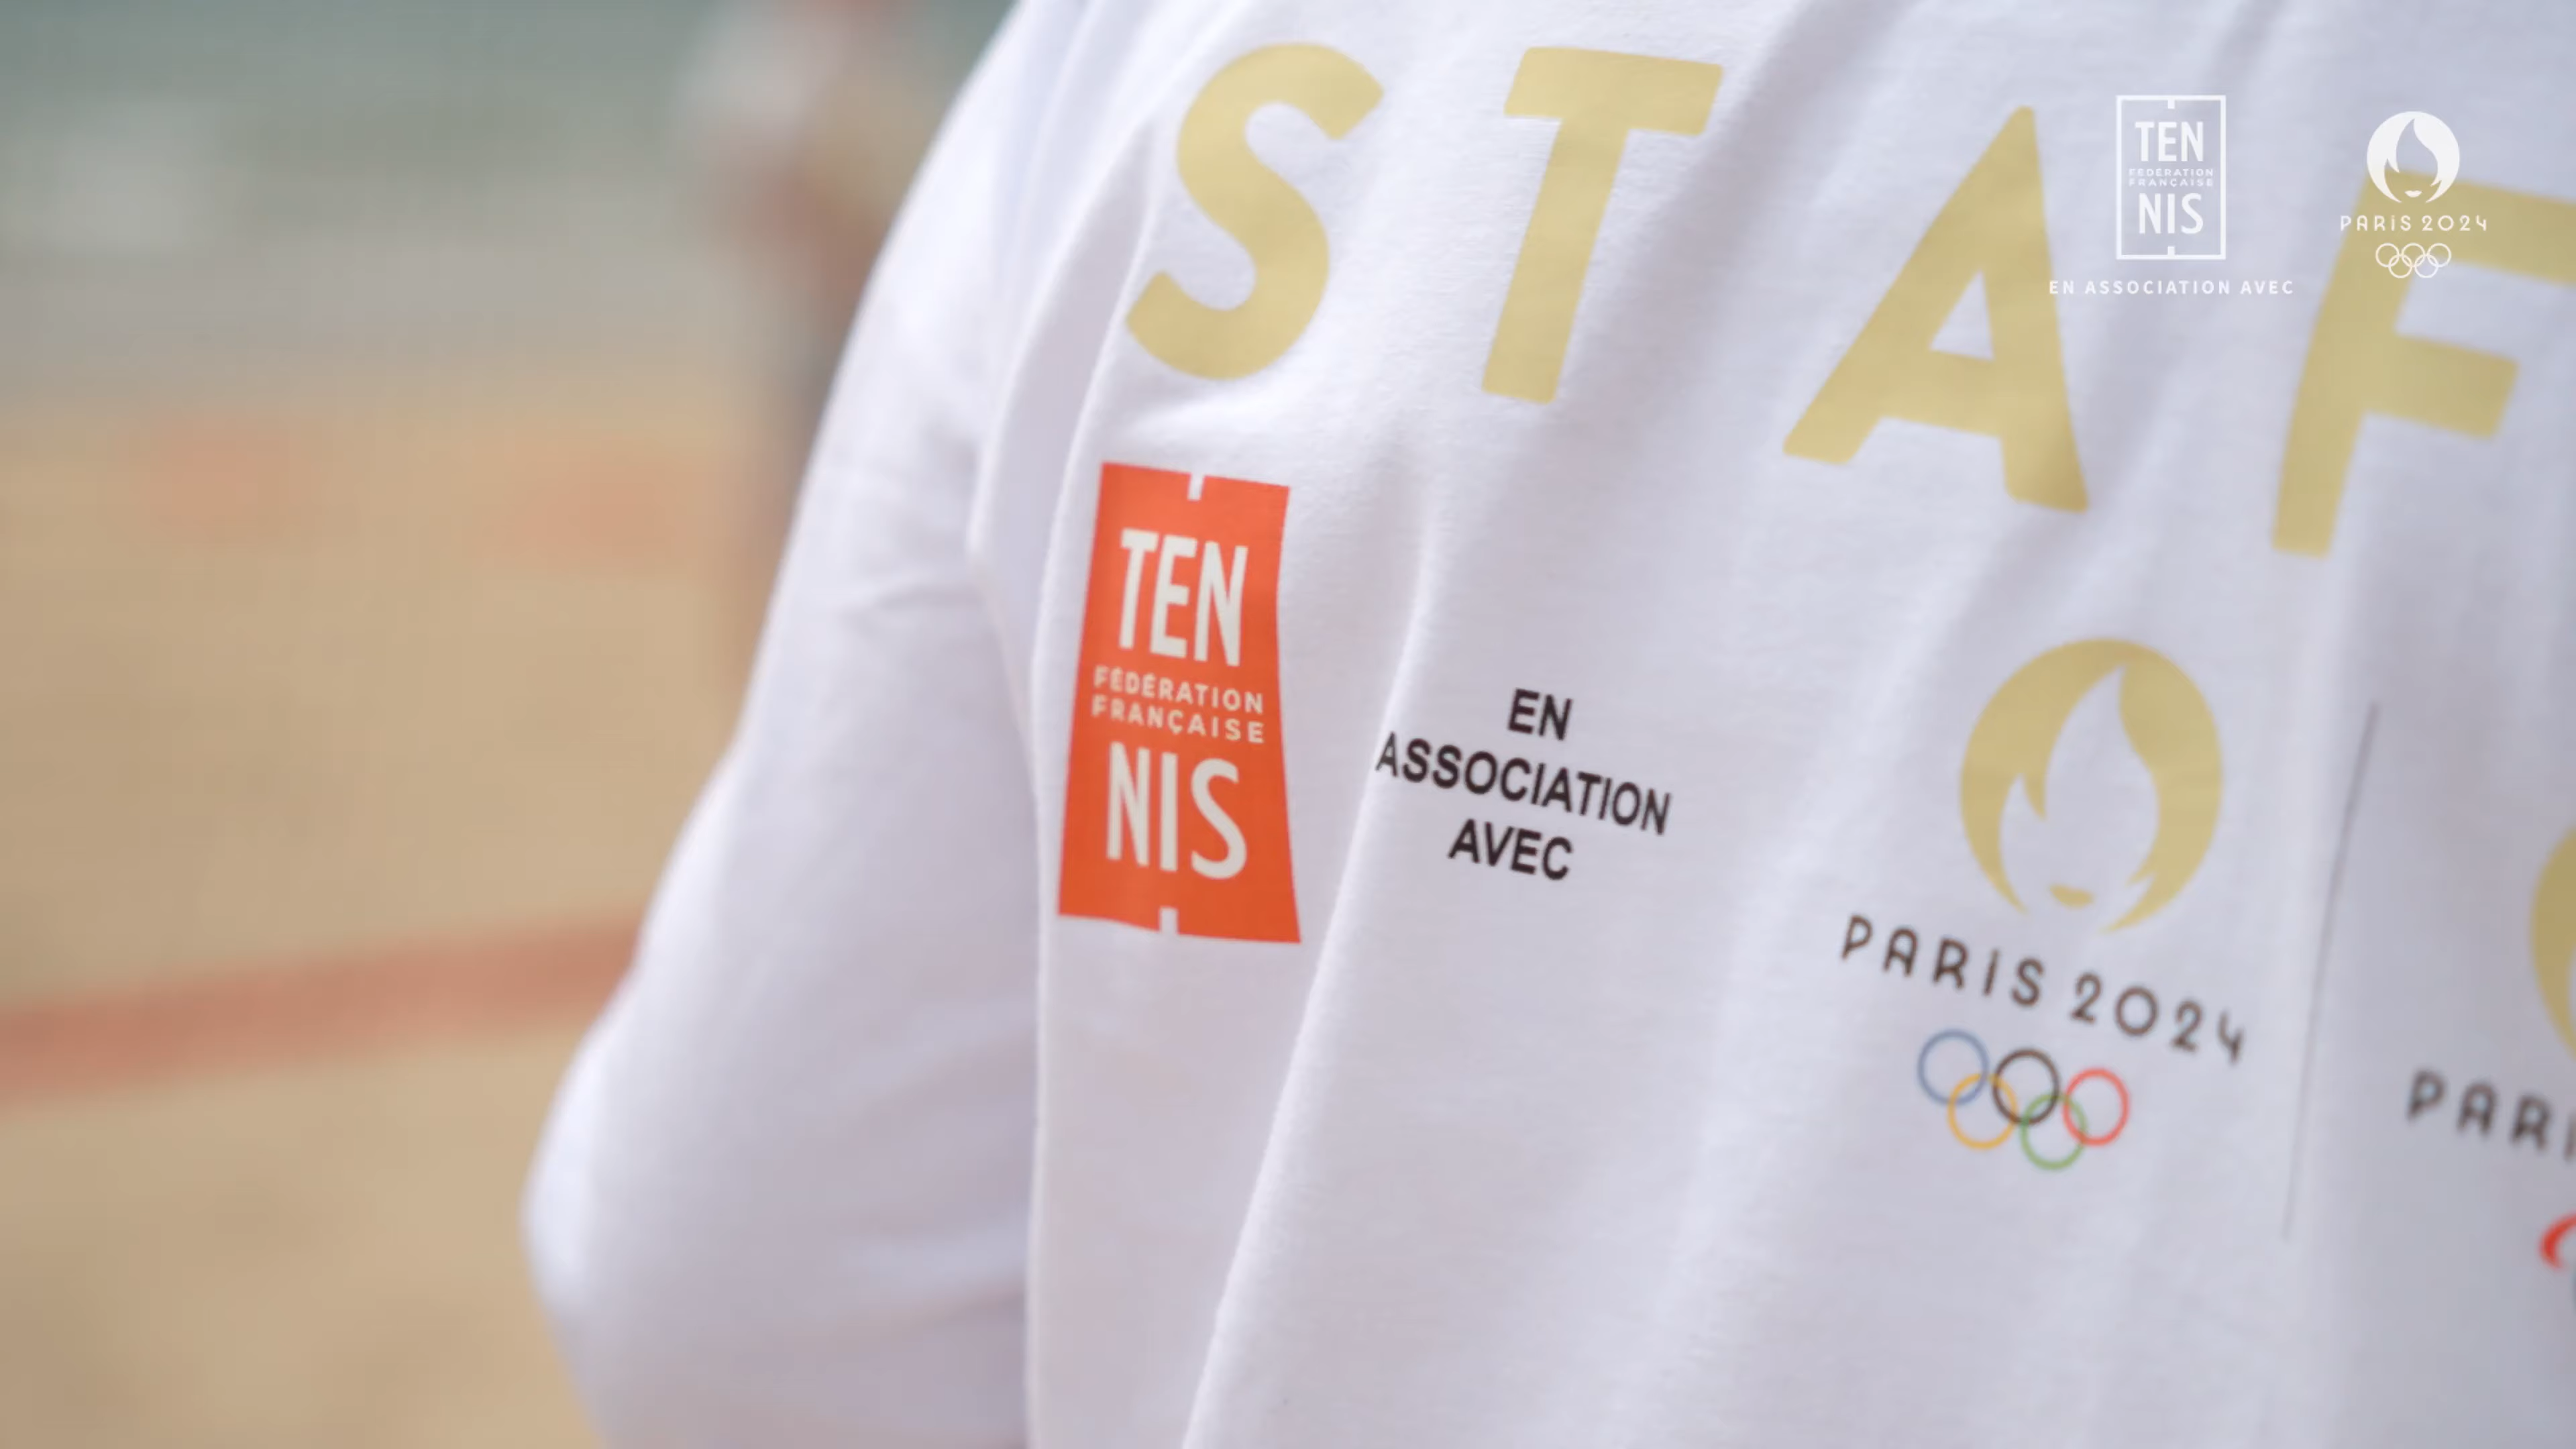 STAF
TEN
FÉDÉRATION
FRANÇAISE
NIS
EN
ASSOCIATION
AVEC
PARIS 2024
PARI
TEN
FÉDÉRATION
FRANÇAISE
NIS
EN ASSOCIATION AVEC
PARIS 2024